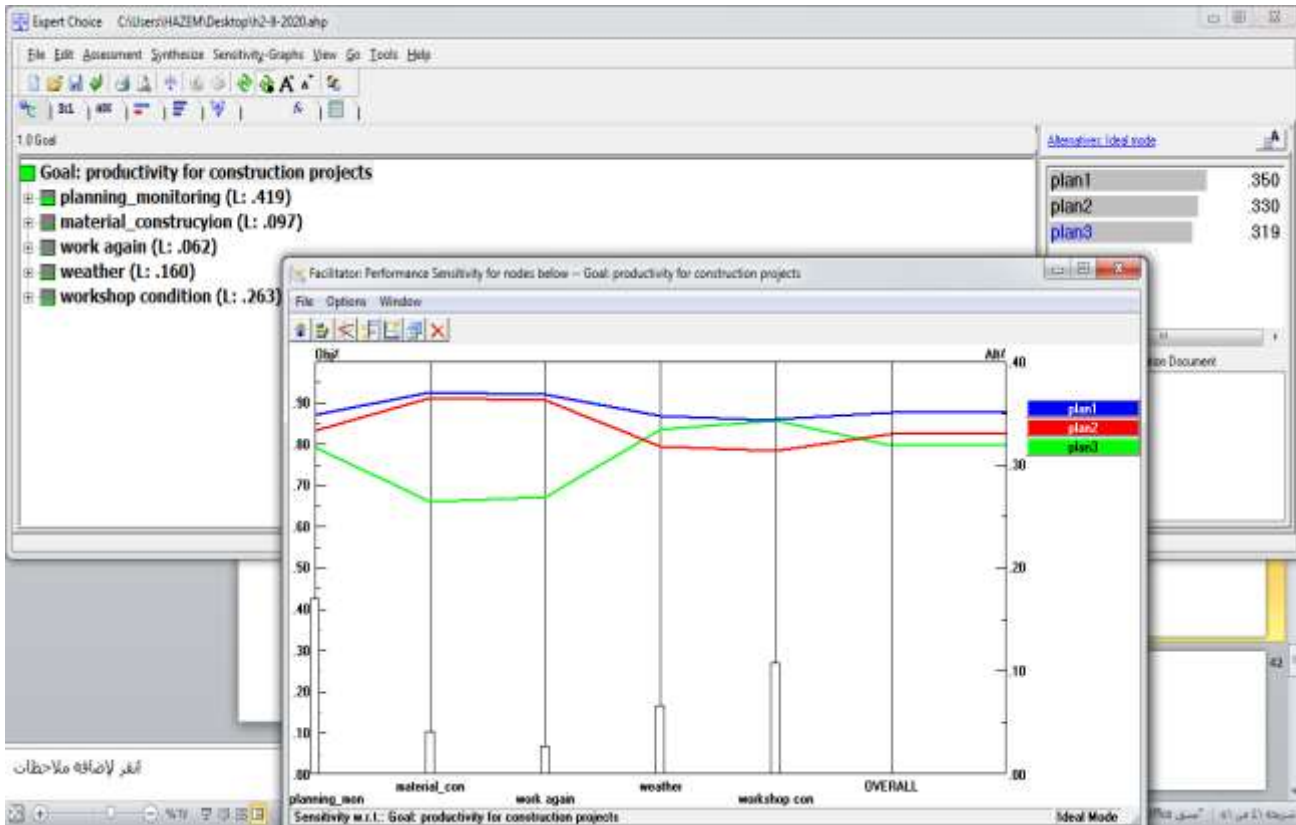 Expert Choice C:\Users\HAZEM\Desktop\h2-8-2020.ahp
File Edit Assessment Synthesize Sensitivity-Graphs View Go Tools Help
1.0 Goal
Alternatives: Ideal mode
Goal: productivity for construction projects
planning_monitoring (L: .419)
material_construcyion (L: .097)
work again (L: .062)
weather (L: .160)
workshop condition (L: .263)
plan1 .350
plan2 .330
plan3 .319
Document
Facilitator: Performance Sensitivity for nodes below -- Goal: productivity for construction projects
File Options Window
Obj% Alt%
.90
.80
.70
.60
.50
.40
.30
.20
.10
.00
.40
.30
.20
.10
.00
plan1
plan2
plan3
planning_mon
material_con
work again
weather
workshop con
OVERALL
Sensitivity w.r.t.: Goal: productivity for construction projects
Ideal Mode
42
انقر لإضافة ملاحظات